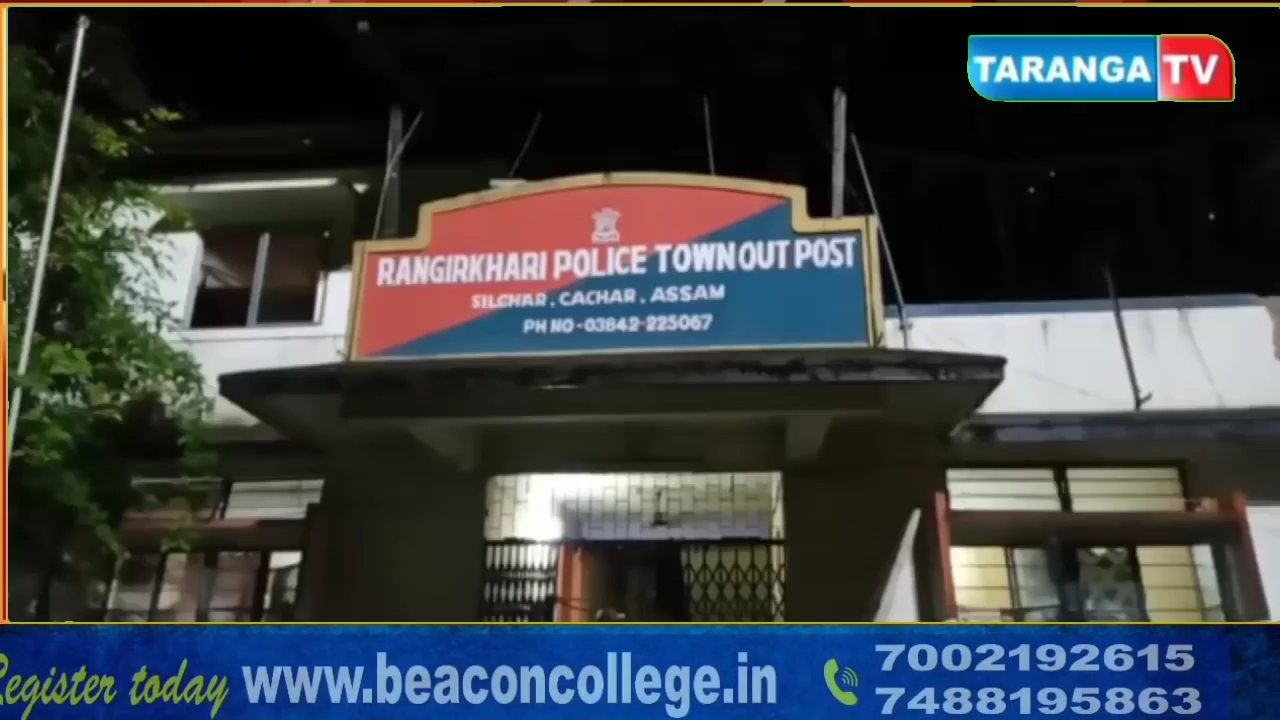 TARANGA TV
RANGIRKHARI POLICE TOWN OUT POST
SILCHAR, CACHAR, ASSAM
PH NO - 03842-225067
Register today www.beaconcollege.in
7002192615
7488195863